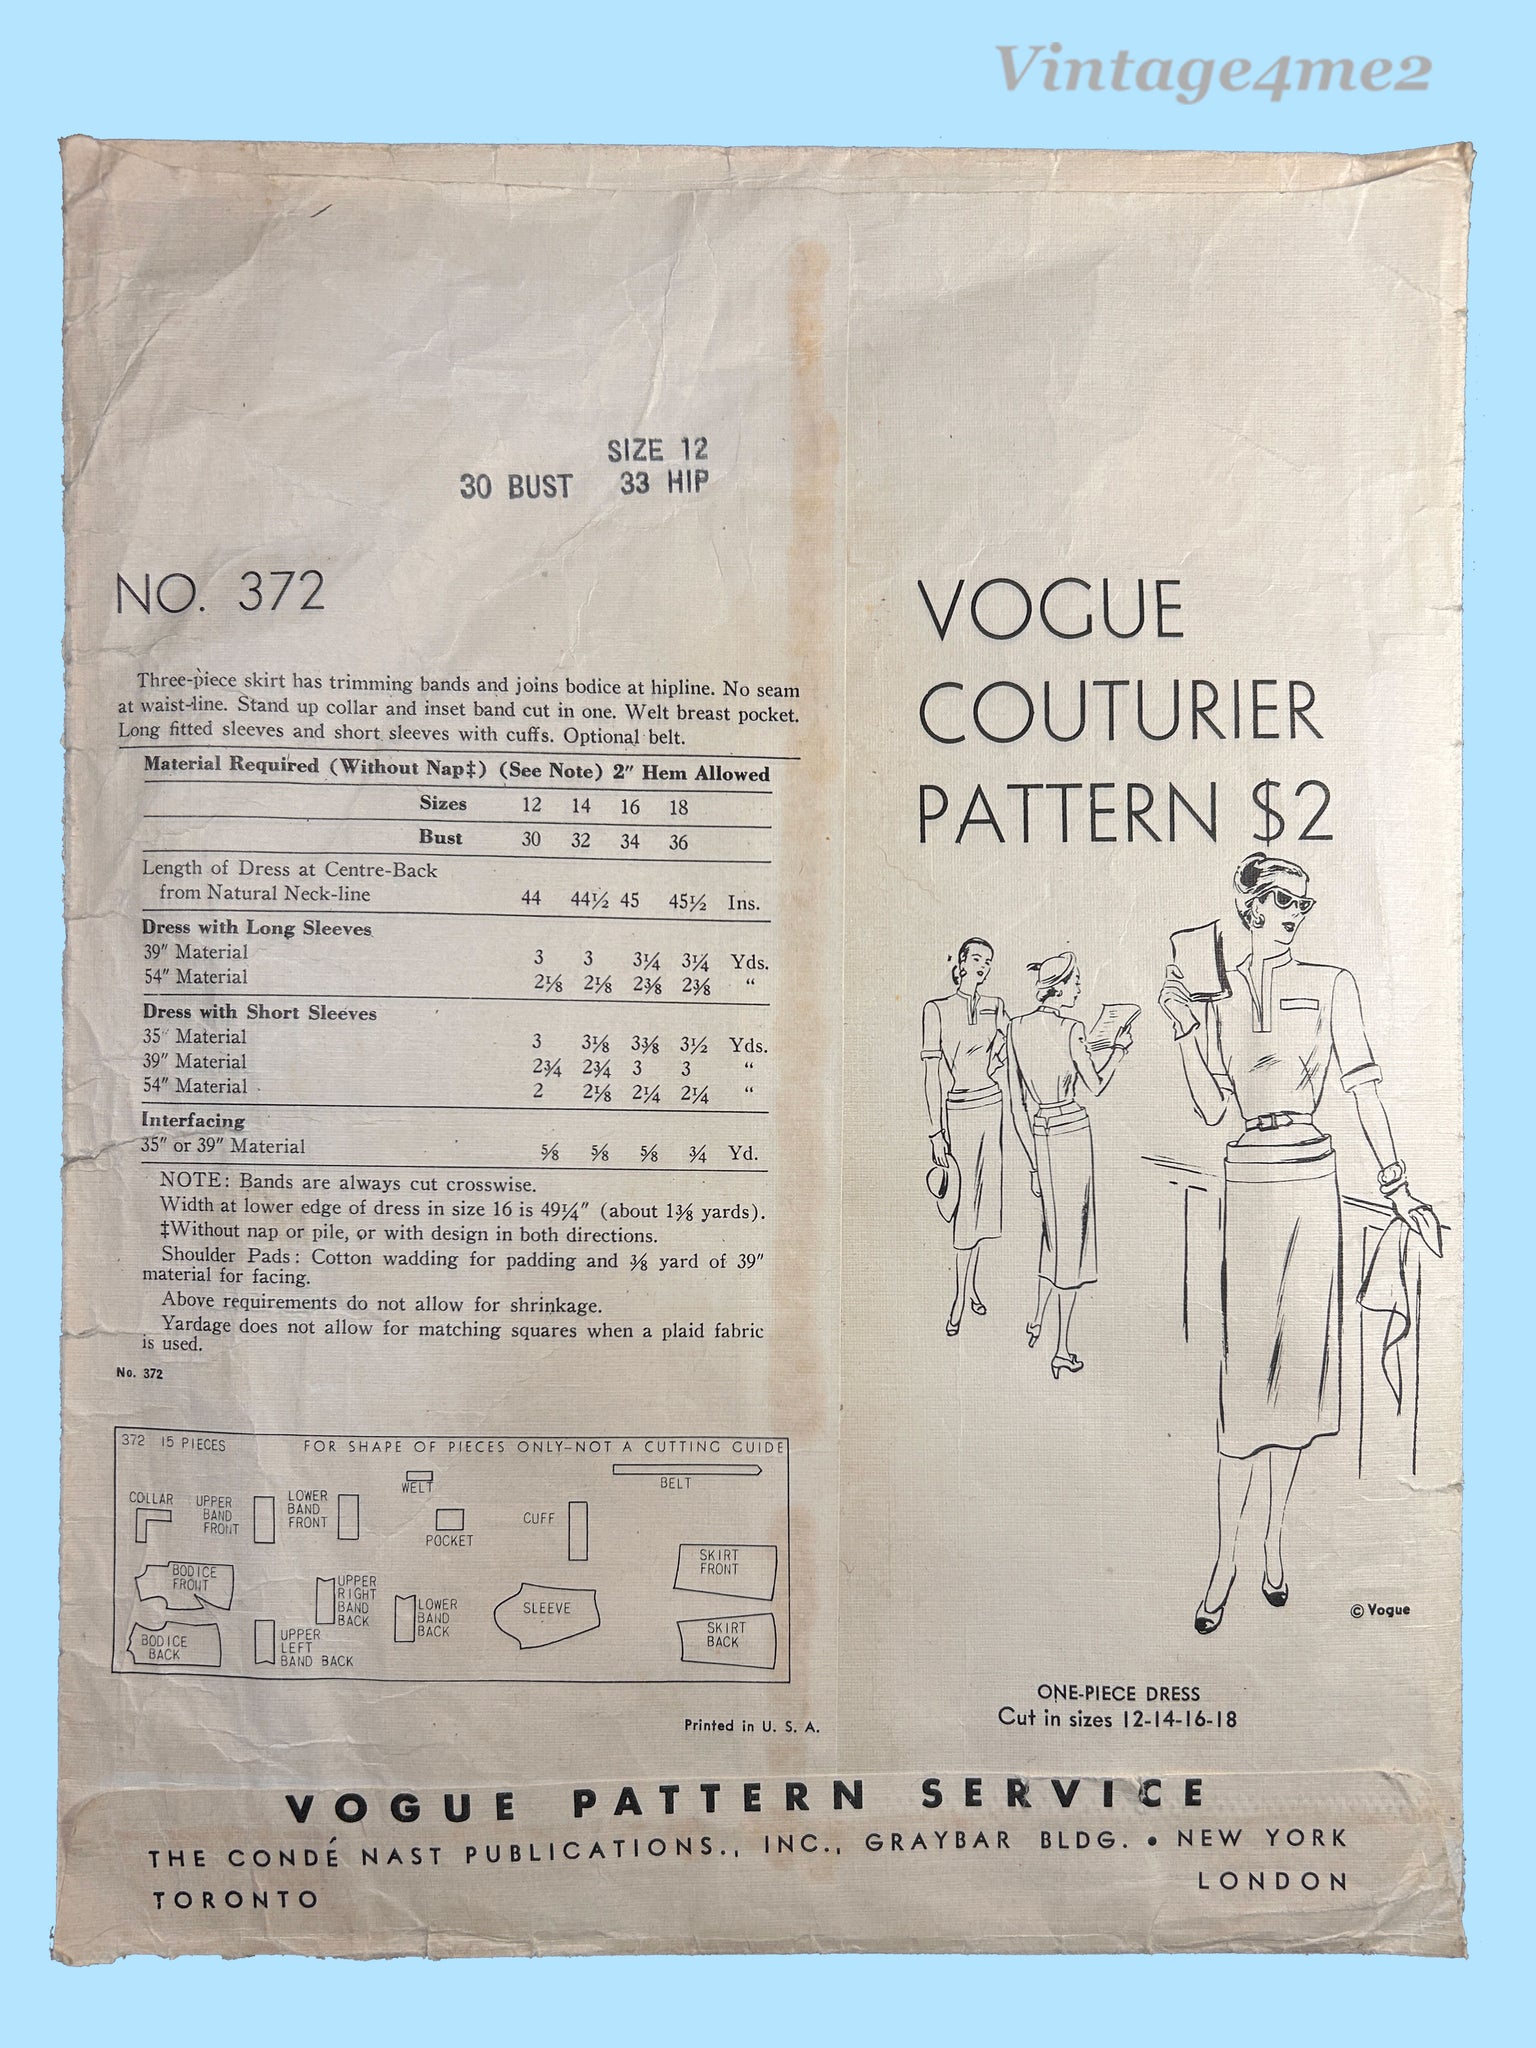 Vintage4me2
SIZE 12
30 BUST 33 HIP
NO. 372
Three-piece skirt has trimming bands and joins bodice at hipline. No seam
at waist-line. Stand up collar and inset band cut in one. Welt breast pocket.
Long fitted sleeves and short sleeves with cuffs. Optional belt.
Material Required (Without Nap‡) (See Note) 2″ Hem Allowed
Sizes 12 14 16 18
Bust 30 32 34 36
Length of Dress at Centre-Back
from Natural Neck-line 44 44½ 45 45½ Ins.
Dress with Long Sleeves
39″ Material 3 3 3¼ 3¼ Yds.
54″ Material 2⅛ 2⅛ 2⅜ 2⅜ “
Dress with Short Sleeves
35″ Material 3 3⅛ 3⅜ 3½ Yds.
39″ Material 2¾ 2¾ 3 3 “
54″ Material 2 2⅛ 2¼ 2¼ “
Interfacing
35″ or 39″ Material ⅝ ⅝ ⅝ ¾ Yd.
NOTE: Bands are always cut crosswise.
Width at lower edge of dress in size 16 is 49¼″ (about 1⅜ yards).
‡Without nap or pile, or with design in both directions.
Shoulder Pads: Cotton wadding for padding and ⅜ yard of 39″
material for facing.
Above requirements do not allow for shrinkage.
Yardage does not allow for matching squares when a plaid fabric
is used.
No. 372
372 15 PIECES FOR SHAPE OF PIECES ONLY-NOT A CUTTING GUIDE
WELT
BELT
COLLAR
UPPER
BAND
FRONT
LOWER
BAND
FRONT
POCKET
CUFF
SKIRT
FRONT
BODICE
FRONT
UPPER
RIGHT
BAND
BACK
LOWER
BAND
BACK
SLEEVE
BODICE
BACK
UPPER
LEFT
BAND BACK
SKIRT
BACK
Printed in U. S. A.
VOGUE
COUTURIER
PATTERN $2
© Vogue
ONE-PIECE DRESS
Cut in sizes 12-14-16-18
VOGUE PATTERN SERVICE
THE CONDÉ NAST PUBLICATIONS., INC., GRAYBAR BLDG. • NEW YORK
TORONTO LONDON